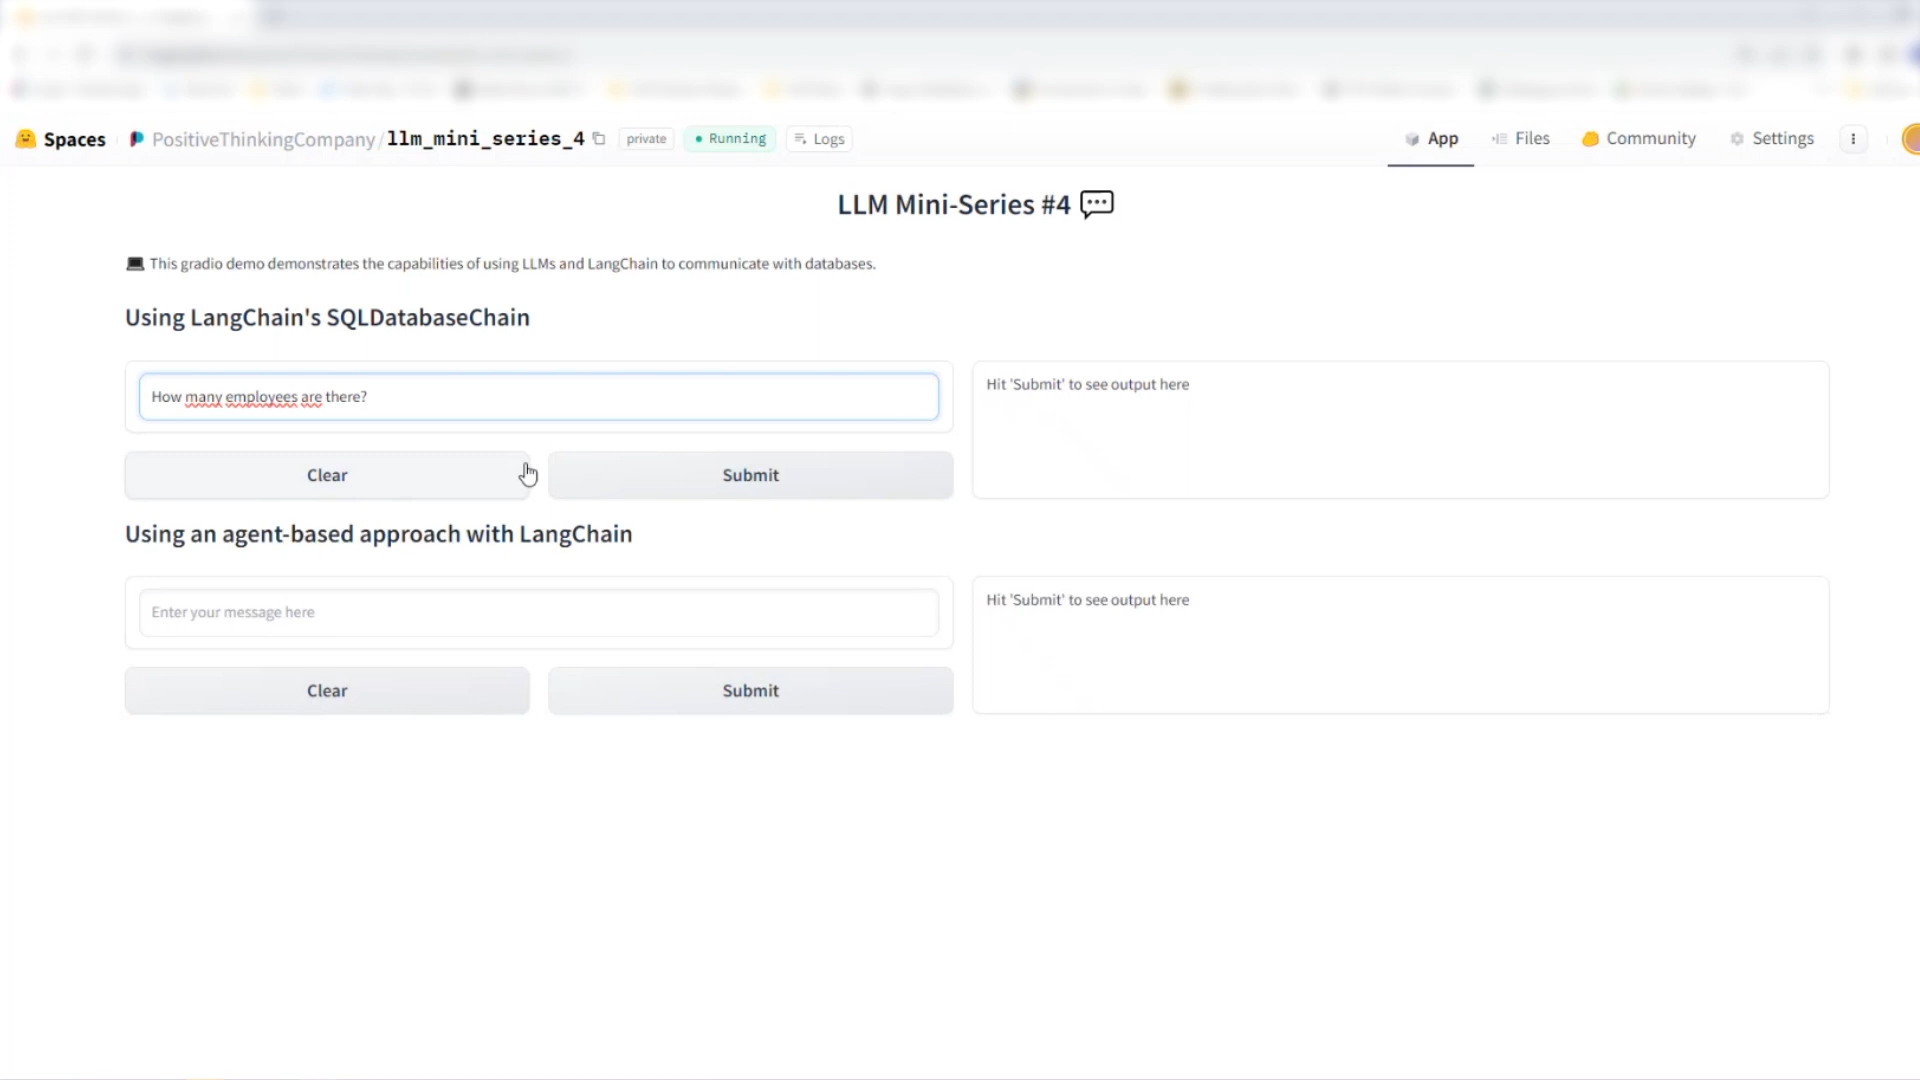 Spaces PositiveThinkingCompany/llm_mini_series_4 private Running Logs App Files Community Settings
LLM Mini-Series #4
This gradio demo demonstrates the capabilities of using LLMs and LangChain to communicate with databases.
Using LangChain's SQLDatabaseChain
How many employees are there?
Hit 'Submit' to see output here
Clear Submit
Using an agent-based approach with LangChain
Enter your message here
Hit 'Submit' to see output here
Clear Submit